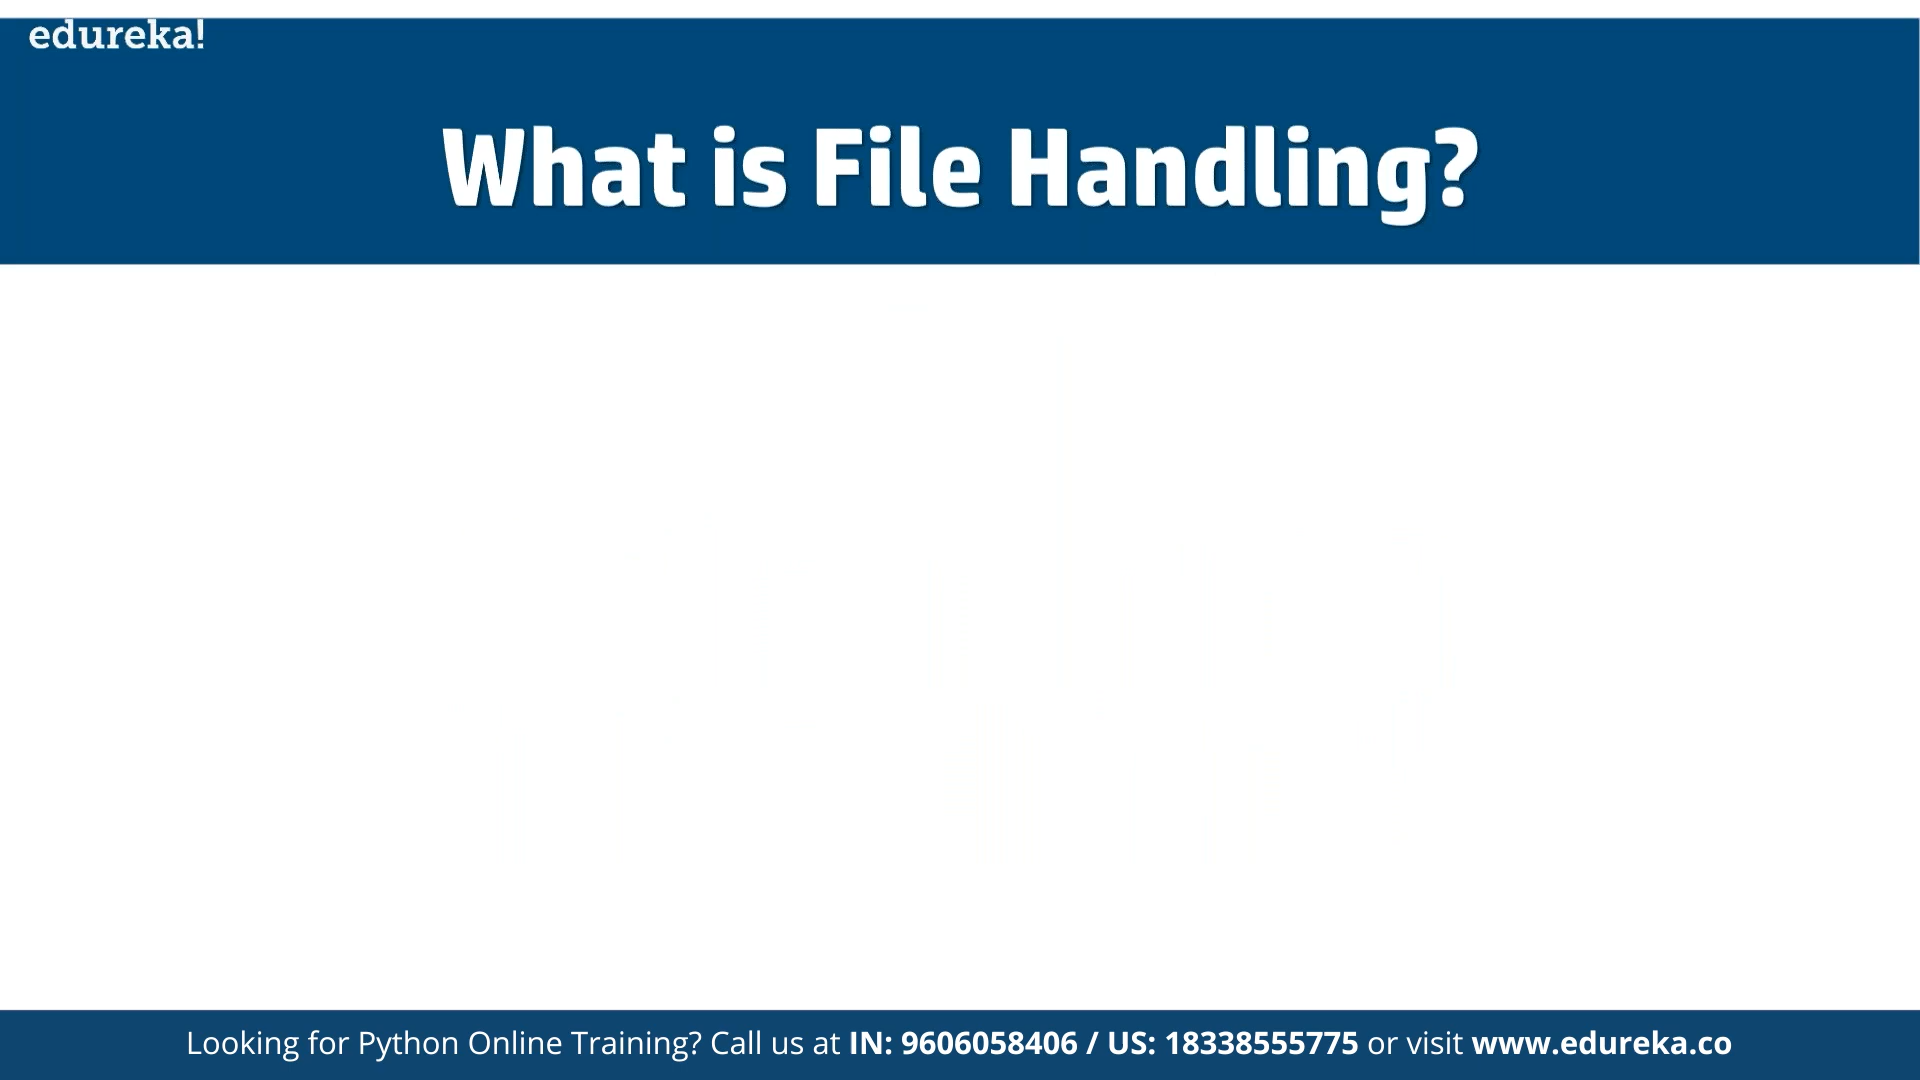 edureka!
What is File Handling?
Looking for Python Online Training? Call us at IN: 9606058406 / US: 18338555775 or visit www.edureka.co